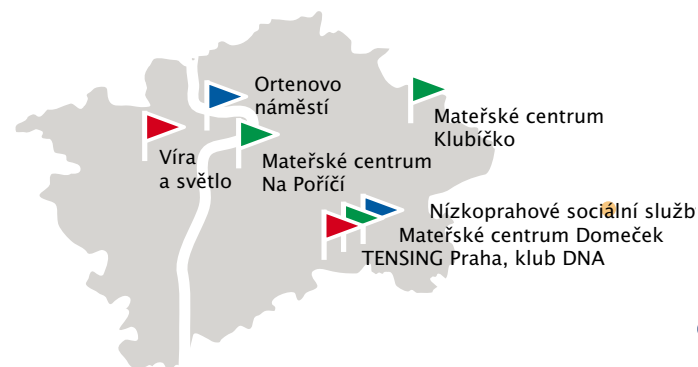 Ortenovo
náměstí
Mateřské centrum
Klubíčko
Víra
a světlo
Mateřské centrum
Na Poříčí
Nízkoprahové sociální služb
Mateřské centrum Domeček
TENSING Praha, klub DNA